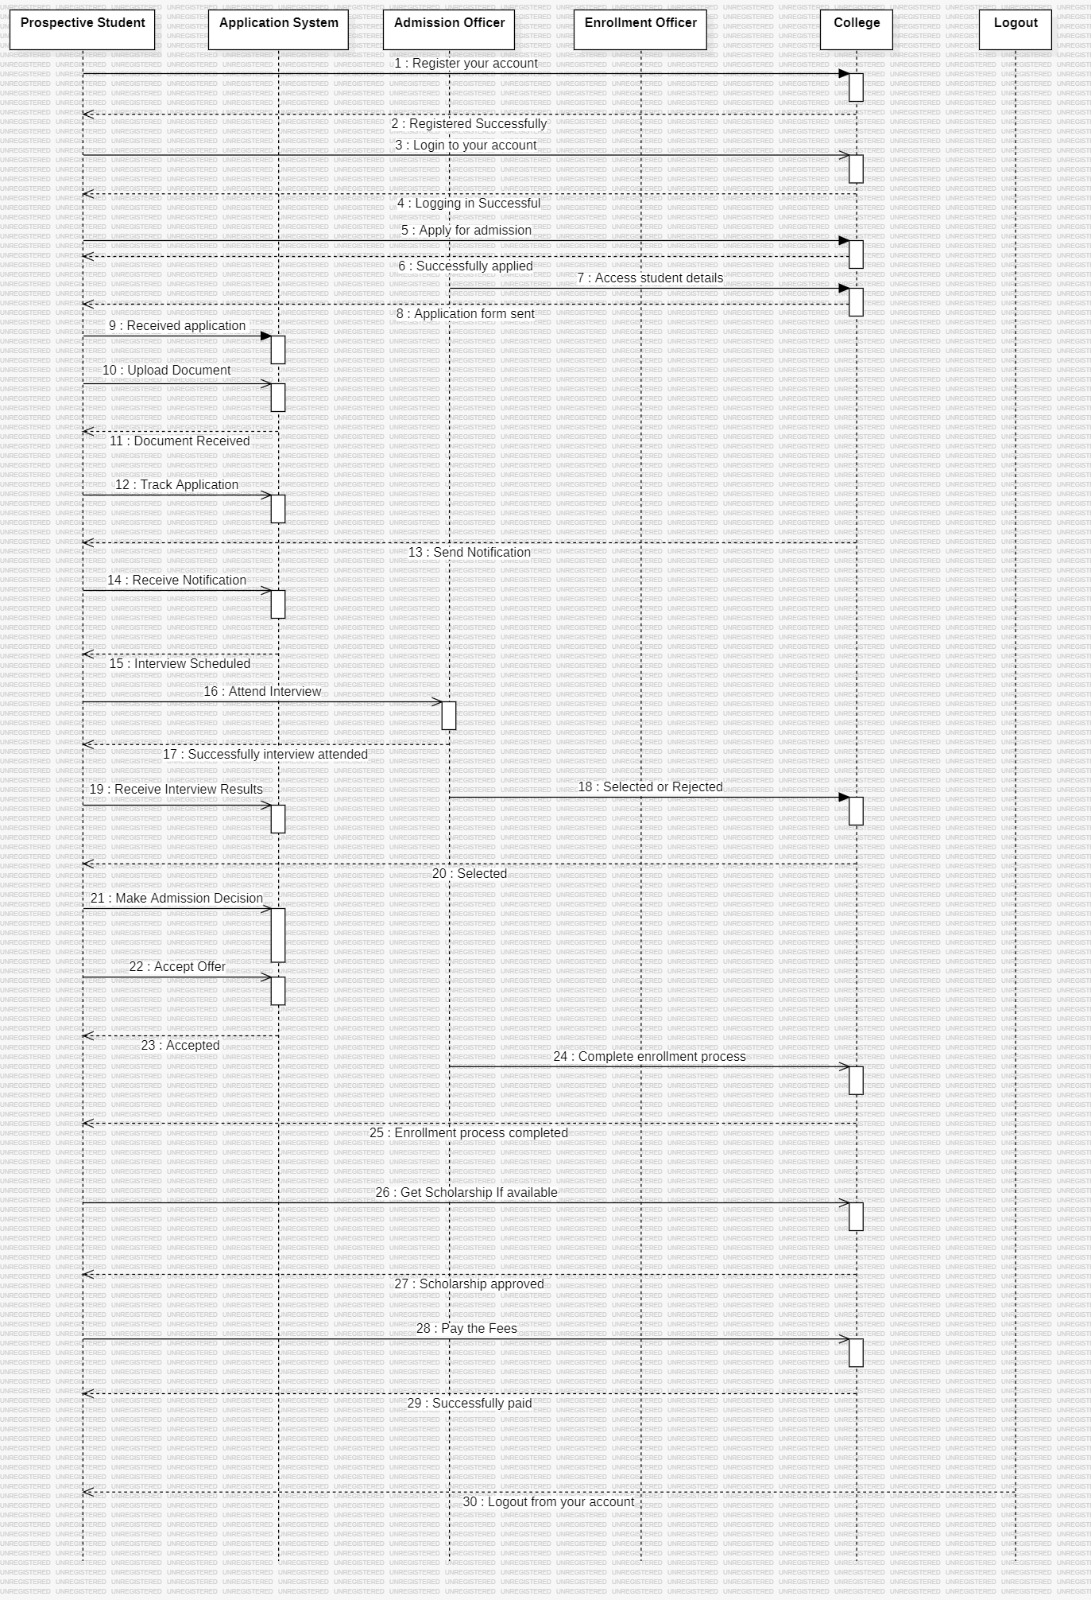 Prospective Student
Application System
Admission Officer
Enrollment Officer
College
Logout
1 : Register your account
2 : Registered Successfully
3 : Login to your account
4 : Logging in Successful
5 : Apply for admission
6 : Successfully applied
7 : Access student details
8 : Application form sent
9 : Received application
10 : Upload Document
11 : Document Received
12 : Track Application
13 : Send Notification
14 : Receive Notification
15 : Interview Scheduled
16 : Attend Interview
17 : Successfully interview attended
18 : Selected or Rejected
19 : Receive Interview Results
20 : Selected
21 : Make Admission Decision
22 : Accept Offer
23 : Accepted
24 : Complete enrollment process
25 : Enrollment process completed
26 : Get Scholarship If available
27 : Scholarship approved
28 : Pay the Fees
29 : Successfully paid
30 : Logout from your account
UNREGISTERED